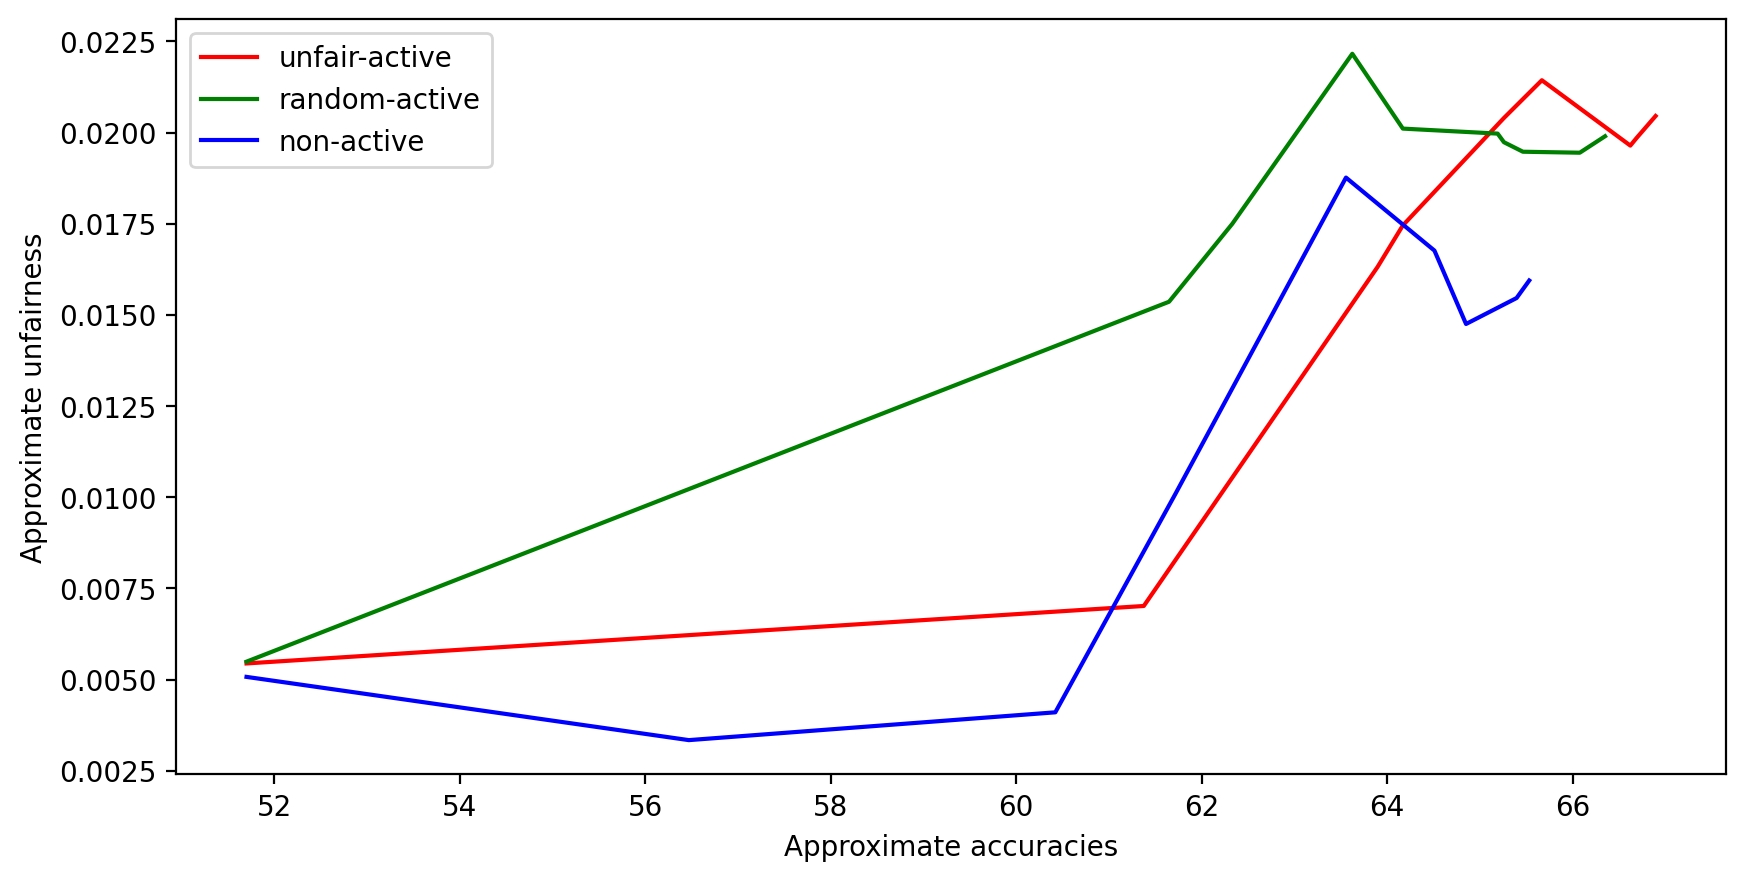 0.0225
0.0200
0.0175
0.0150
0.0125
0.0100
0.0075
0.0050
0.0025
Approximate unfairness
unfair-active
random-active
non-active
52 54 56 58 60 62 64 66
Approximate accuracies